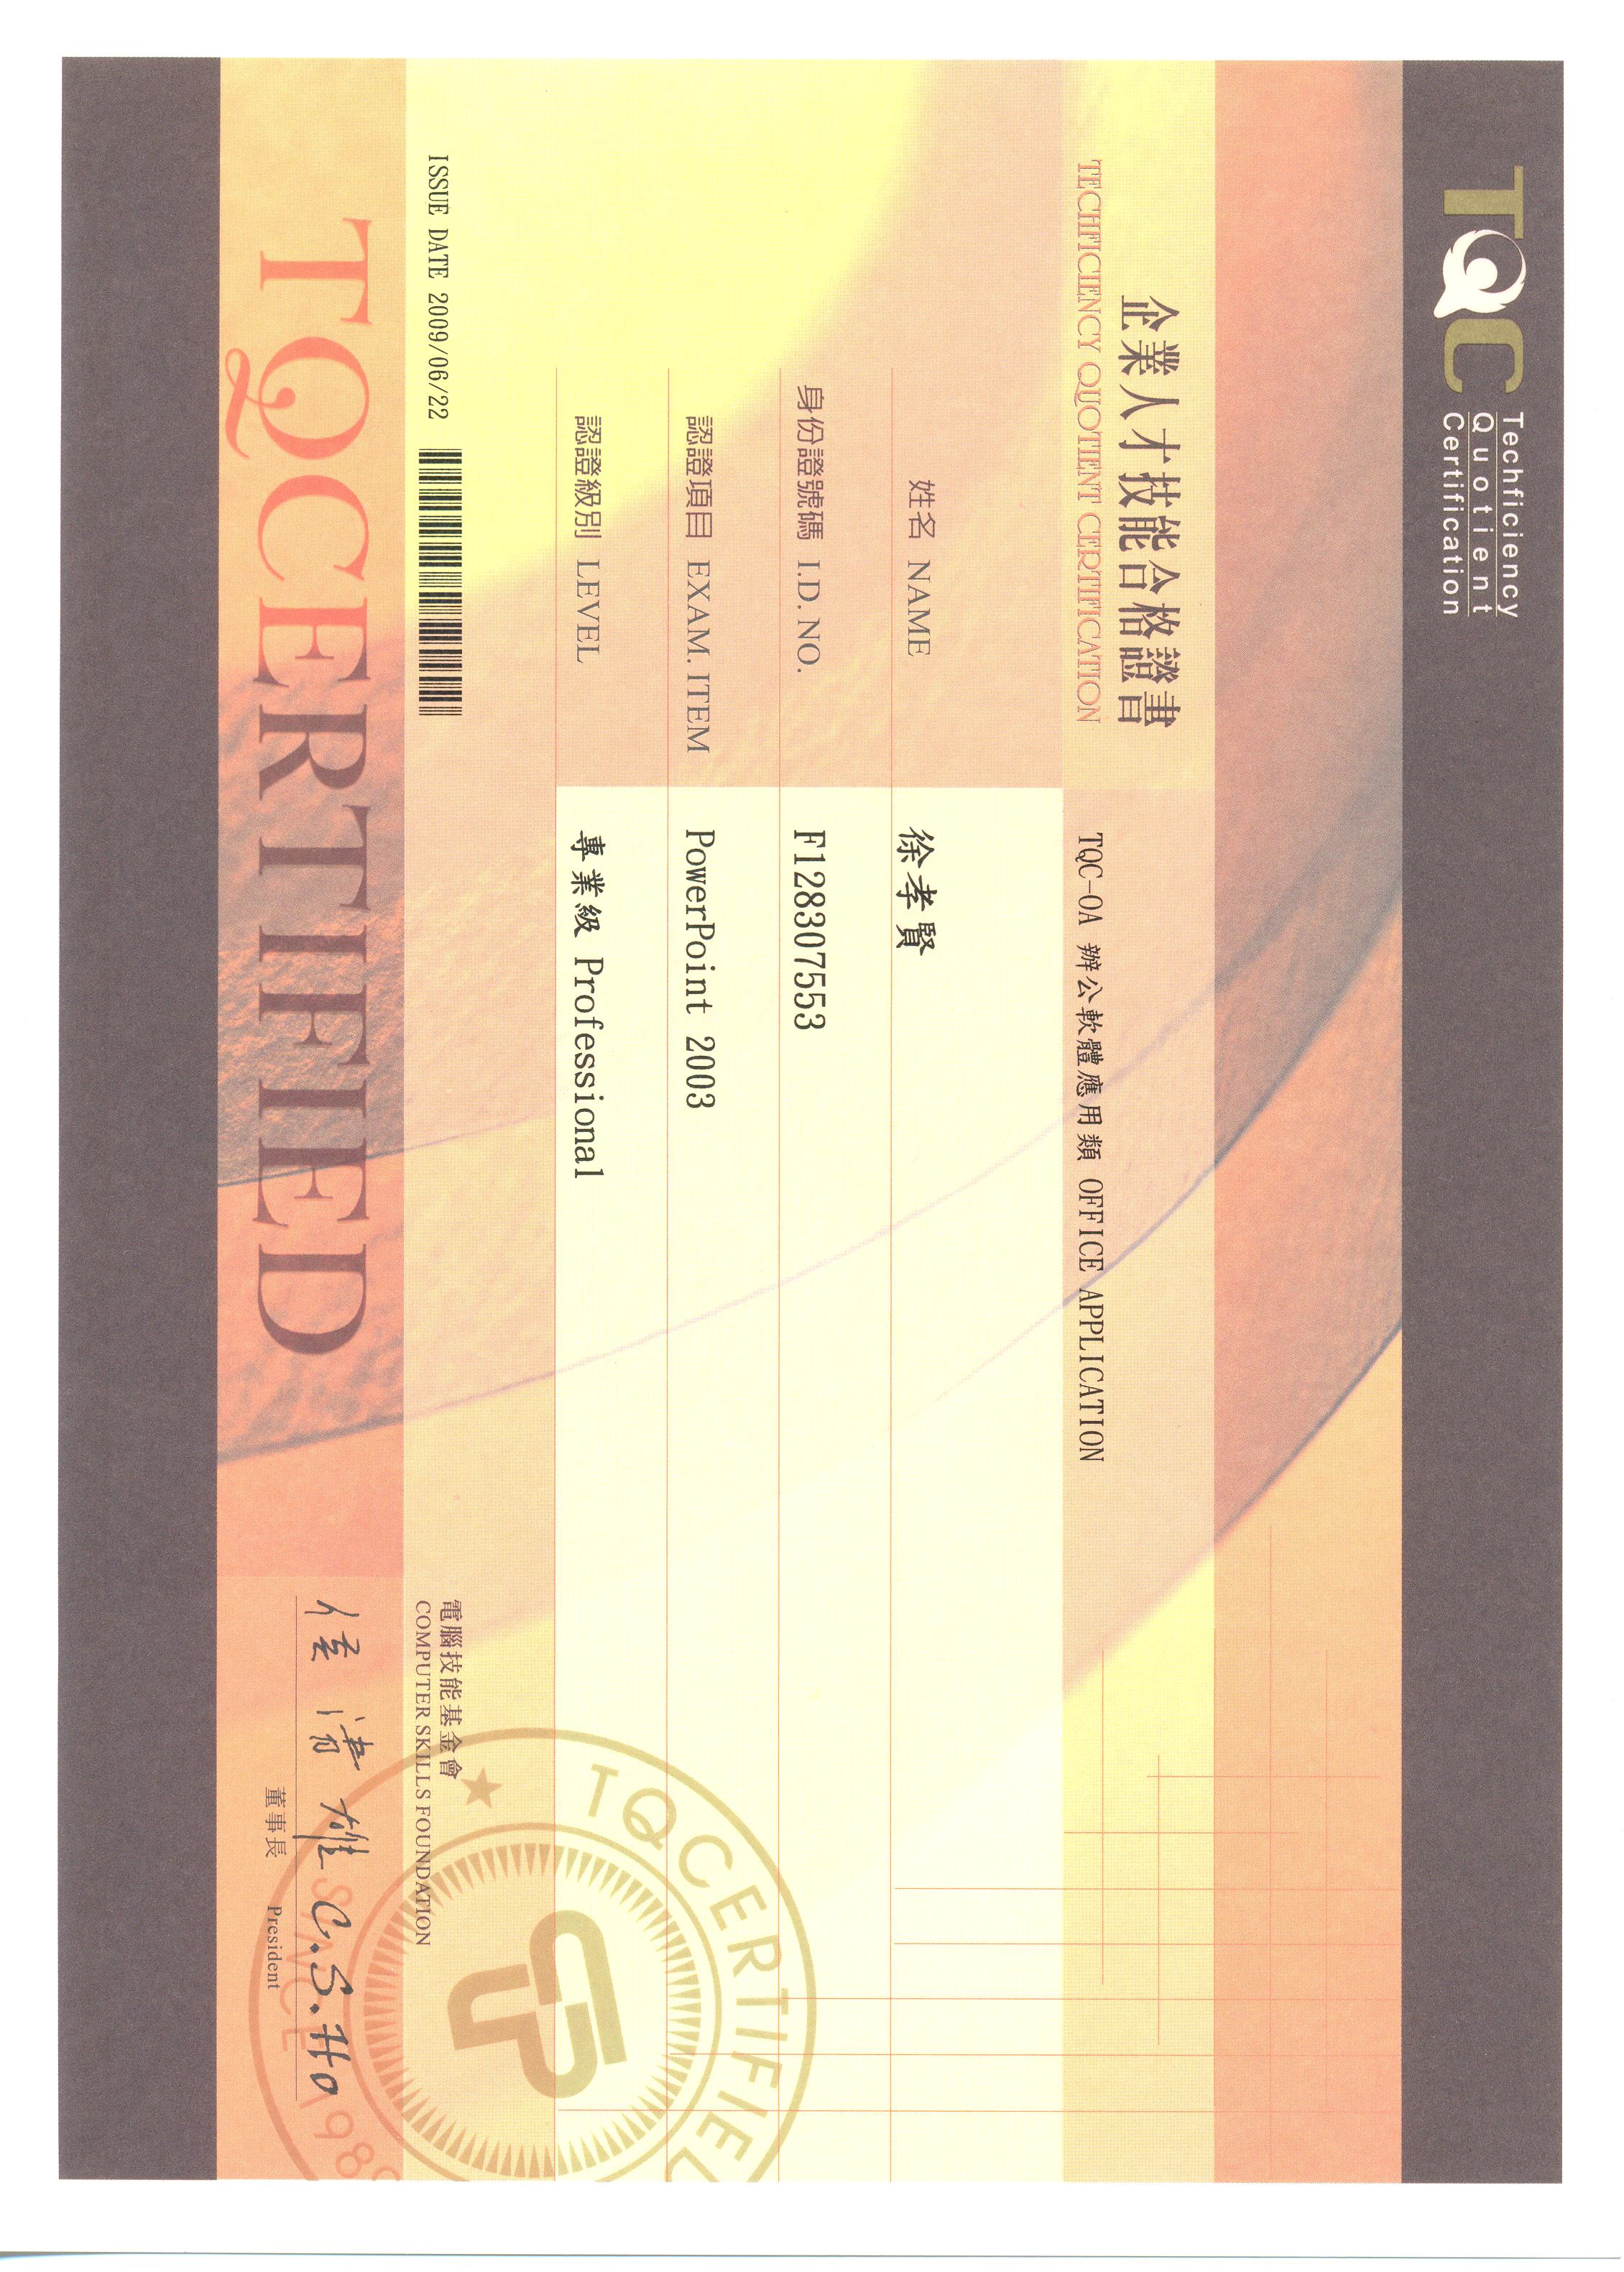 TQC
Techficiency
Quotient
Certification
企業人才技能合格證書
TECHFICIENCY QUOTIENT CERTIFICATION
TQC-OA 辦公軟體應用類 OFFICE APPLICATION
姓名 NAME 徐孝賢
身份證號碼 I.D. NO. F128307553
認證項目 EXAM. ITEM PowerPoint 2003
認證級別 LEVEL 專業級 Professional
TQCERTIFIED
ISSUE DATE 2009/06/22
電腦技能基金會
COMPUTER SKILLS FOUNDATION
TQCERTIFIED
侯清雄 C.S.Ho
董事長 President
SINCE 198